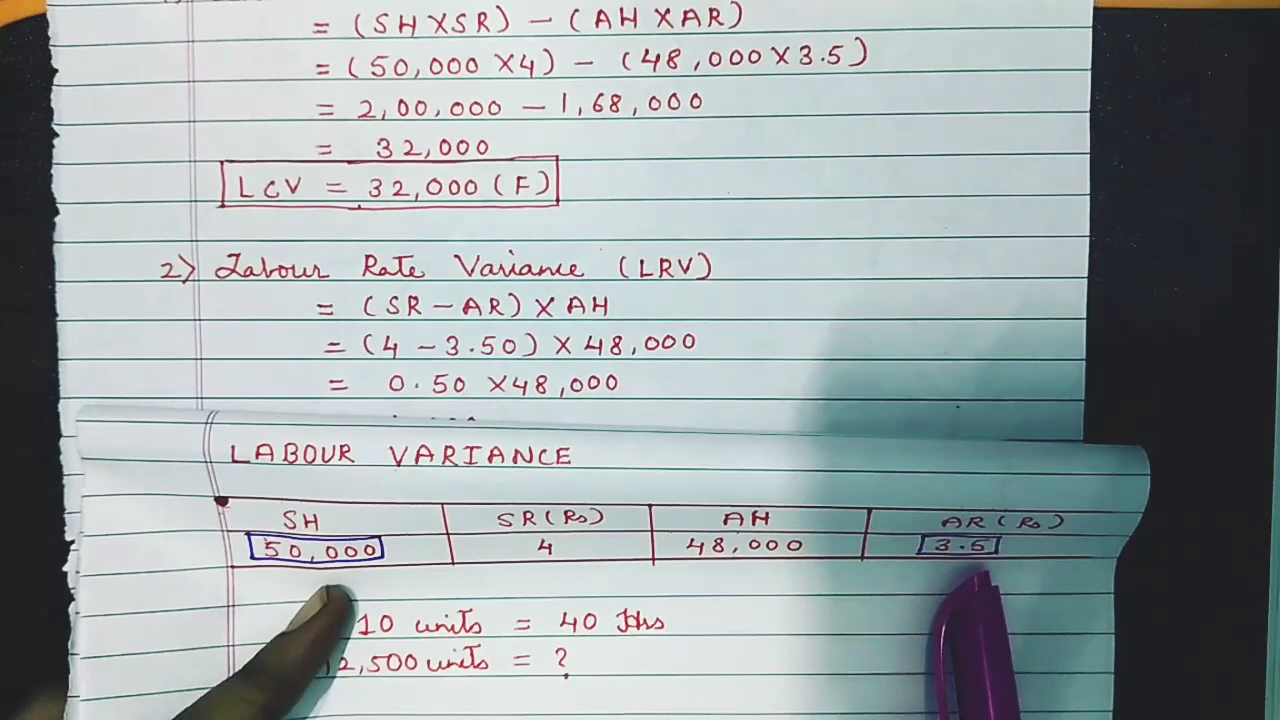 = (SH X SR) - (AH X AR)
= (50,000 X 4) - (48,000 X 3.5)
= 2,00,000 - 1,68,000
= 32,000
LCV = 32,000 (F)
2) Labour Rate Variance (LRV)
= (SR - AR) X AH
= (4 - 3.50) X 48,000
= 0.50 X 48,000
LABOUR VARIANCE
SH SR (Rs) AH AR (Rs)
50,000 4 48,000 3.5
10 units = 40 Hrs
2,500 units = ?